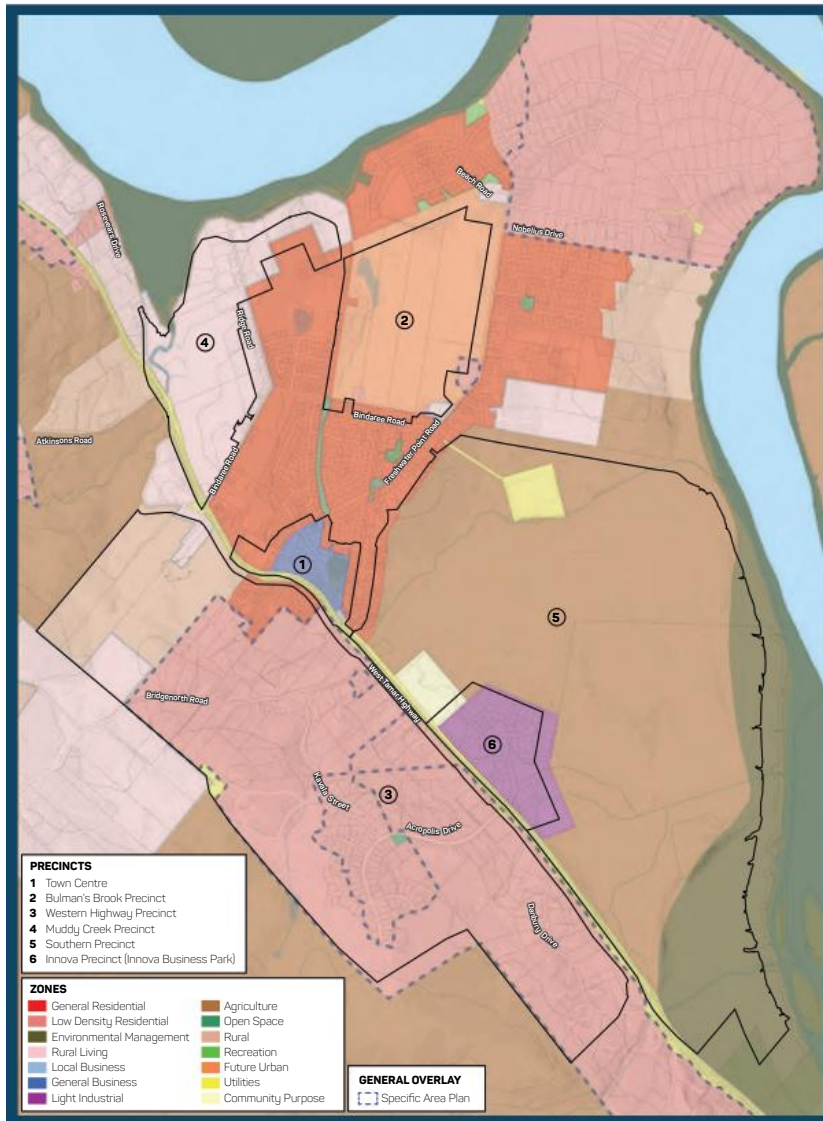 Beach Road
Nobelius Drive
Rosevears Drive
2
4
Ridge Road
Bindaree Road
Freshwater Point Road
Atkinsons Road
Bindaree Road
1
5
Bridgenorth Road
West Tamar Highway
6
Kavala Street
3
Acropolis Drive
Danbury Drive
PRECINCTS
1 Town Centre
2 Bulman's Brook Precinct
3 Western Highway Precinct
4 Muddy Creek Precinct
5 Southern Precinct
6 Innova Precinct (Innova Business Park)
ZONES
General Residential
Low Density Residential
Environmental Management
Rural Living
Local Business
General Business
Light Industrial
Agriculture
Open Space
Rural
Recreation
Future Urban
Utilities
Community Purpose
GENERAL OVERLAY
Specific Area Plan